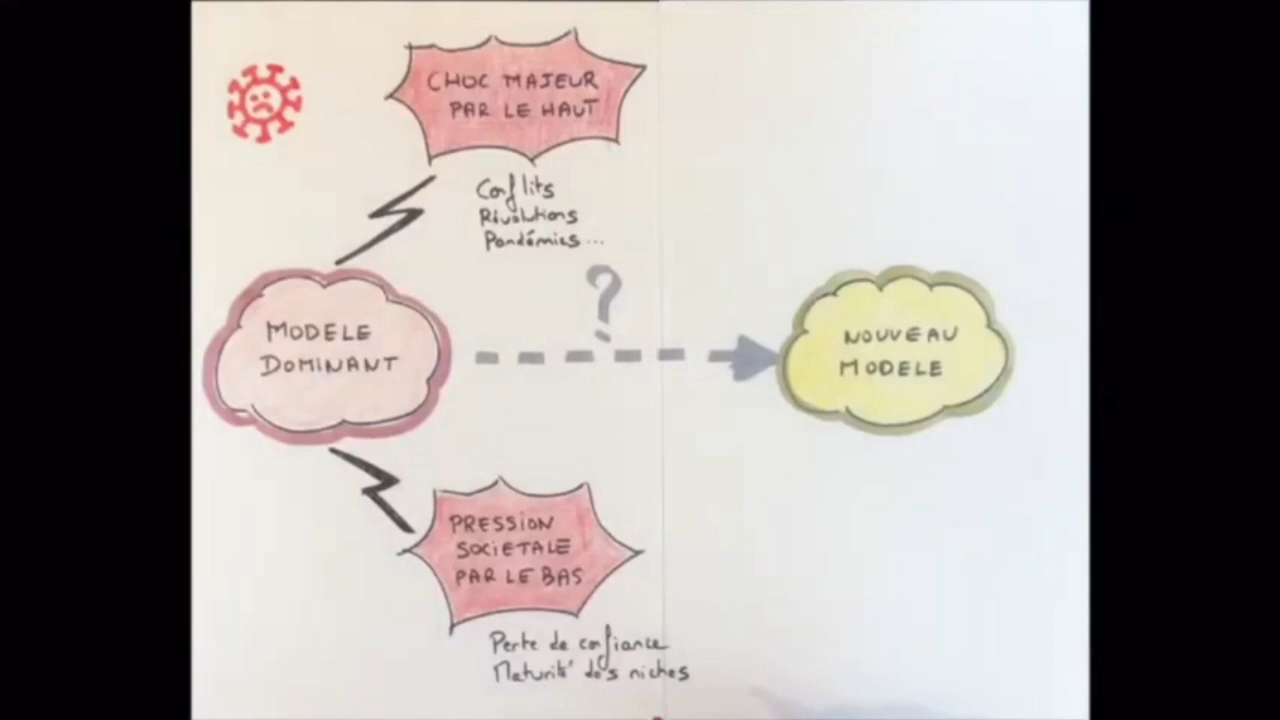 CHOC MAJEUR
PAR LE HAUT
Conflits
Révolutions
Pandémies...
?
MODELE
DOMINANT
NOUVEAU
MODELE
PRESSION
SOCIETALE
PAR LE BAS
Perte de confiance
Maturité des niches